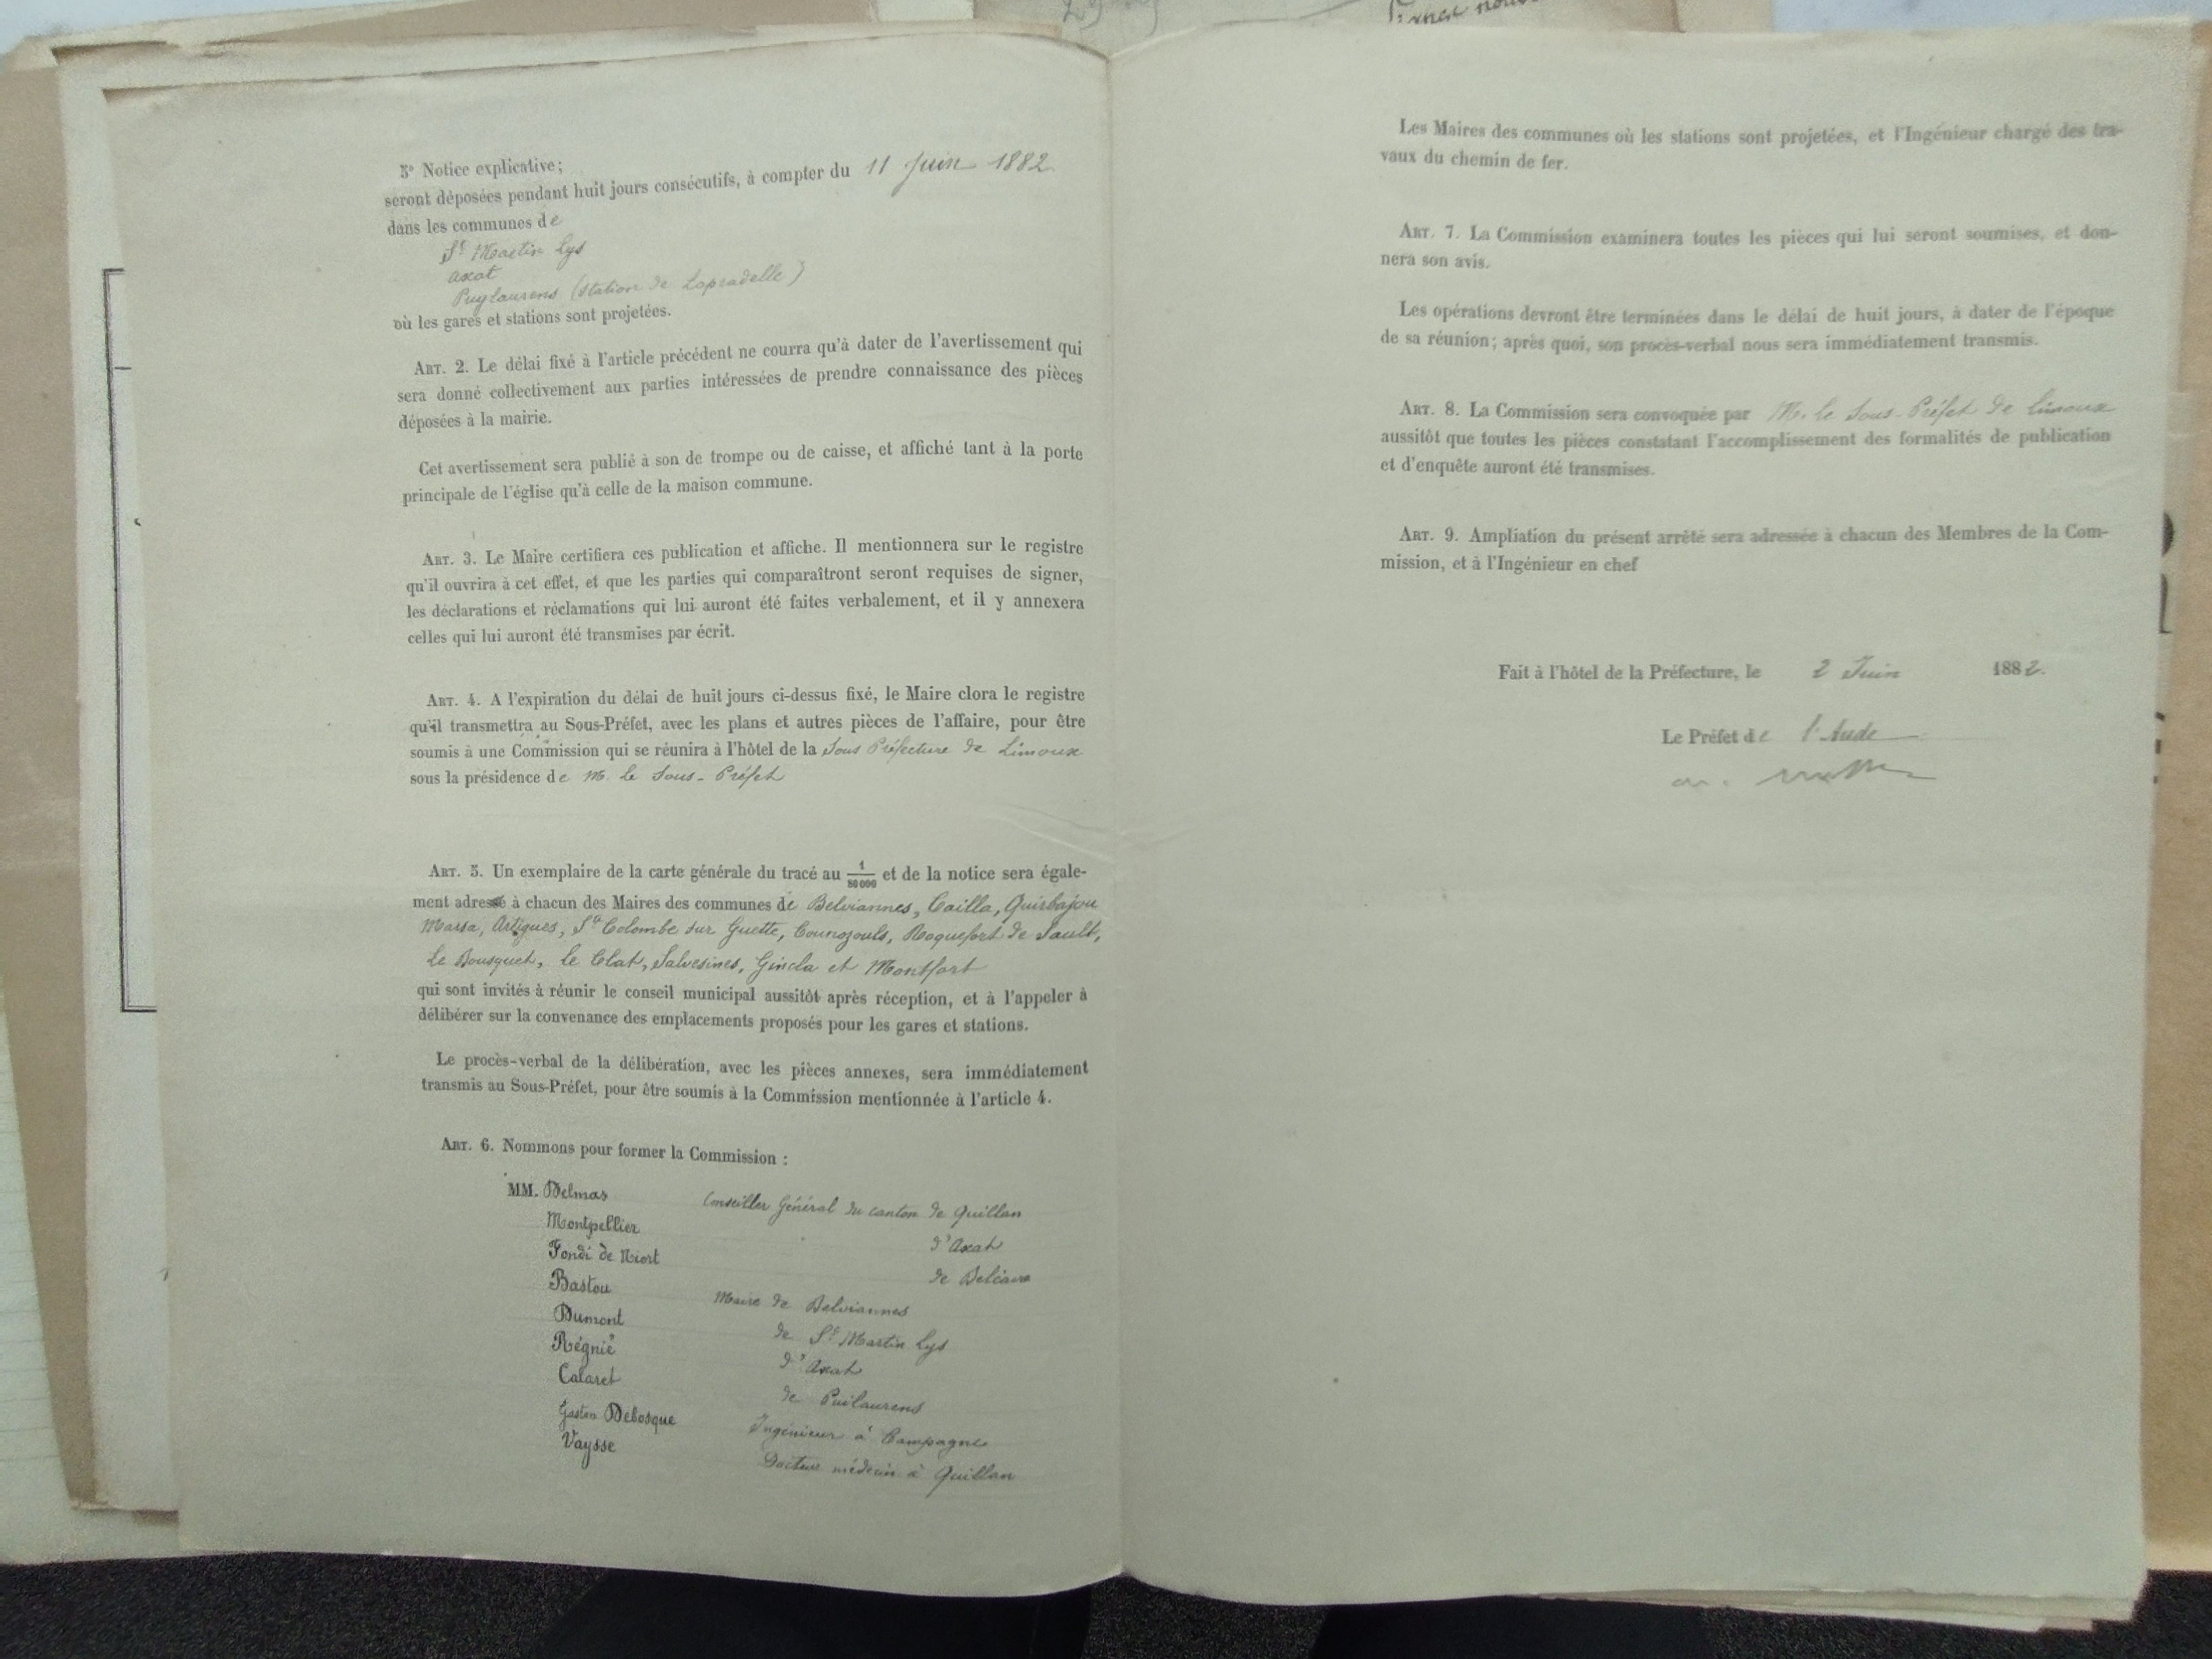 5° Notice explicative;
seront déposées pendant huit jours consécutifs, à compter du 11 Juin 1882
dans les communes de
St Martin Lys
Axat
Puylaurens (Station de Lapradelle)
où les gares et stations sont projetées.
ART. 2. Le délai fixé à l'article précédent ne courra qu'à dater de l'avertissement qui
sera donné collectivement aux parties intéressées de prendre connaissance des pièces
déposées à la mairie.
Cet avertissement sera publié à son de trompe ou de caisse, et affiché tant à la porte
principale de l'église qu'à celle de la maison commune.
ART. 3. Le Maire certifiera ces publication et affiche. Il mentionnera sur le registre
qu'il ouvrira à cet effet, et que les parties qui comparaîtront seront requises de signer,
les déclarations et réclamations qui lui auront été faites verbalement, et il y annexera
celles qui lui auront été transmises par écrit.
ART. 4. A l'expiration du délai de huit jours ci-dessus fixé, le Maire clora le registre
qu'il transmettra au Sous-Préfet, avec les plans et autres pièces de l'affaire, pour être
soumis à une Commission qui se réunira à l'hôtel de la Sous Préfecture de Limoux
sous la présidence de M. le Sous-Préfet
ART. 5. Un exemplaire de la carte générale du tracé au 1/80000 et de la notice sera égale-
ment adressé à chacun des Maires des communes de Belviannes, Cailla, Quirbajou
Marsa, Artigues, Ste Colombe sur Guette, Counozouls, Roquefort de Sault,
le Bousquet, le Clat, Salvesines, Gincla et Montfort
qui sont invités à réunir le conseil municipal aussitôt après réception, et à l'appeler à
délibérer sur la convenance des emplacements proposés pour les gares et stations.
Le procès-verbal de la délibération, avec les pièces annexes, sera immédiatement
transmis au Sous-Préfet, pour être soumis à la Commission mentionnée à l'article 4.
ART. 6. Nommons pour former la Commission :
MM. Delmas Conseiller Général du canton de Quillan
Montpellier d'Axat
Fondi de Niort de Belcaire
Bastou Maire de Belviannes
Dumont de St Martin Lys
Régnié d'Axat
Calaret de Puilaurens
Gaston Debosque Ingénieur à Campagne
Vaysse Docteur médecin à Quillan
Les Maires des communes où les stations sont projetées, et l'Ingénieur chargé des tra-
vaux du chemin de fer.
ART. 7. La Commission examinera toutes les pièces qui lui seront soumises, et don-
nera son avis.
Les opérations devront être terminées dans le délai de huit jours, à dater de l'époque
de sa réunion; après quoi, son procès-verbal nous sera immédiatement transmis.
ART. 8. La Commission sera convoquée par M. le Sous-Préfet de Limoux
aussitôt que toutes les pièces constatant l'accomplissement des formalités de publication
et d'enquête auront été transmises.
ART. 9. Ampliation du présent arrêté sera adressée à chacun des Membres de la Com-
mission, et à l'Ingénieur en chef
Fait à l'hôtel de la Préfecture, le 2 Juin 1882.
Le Préfet de l'Aude